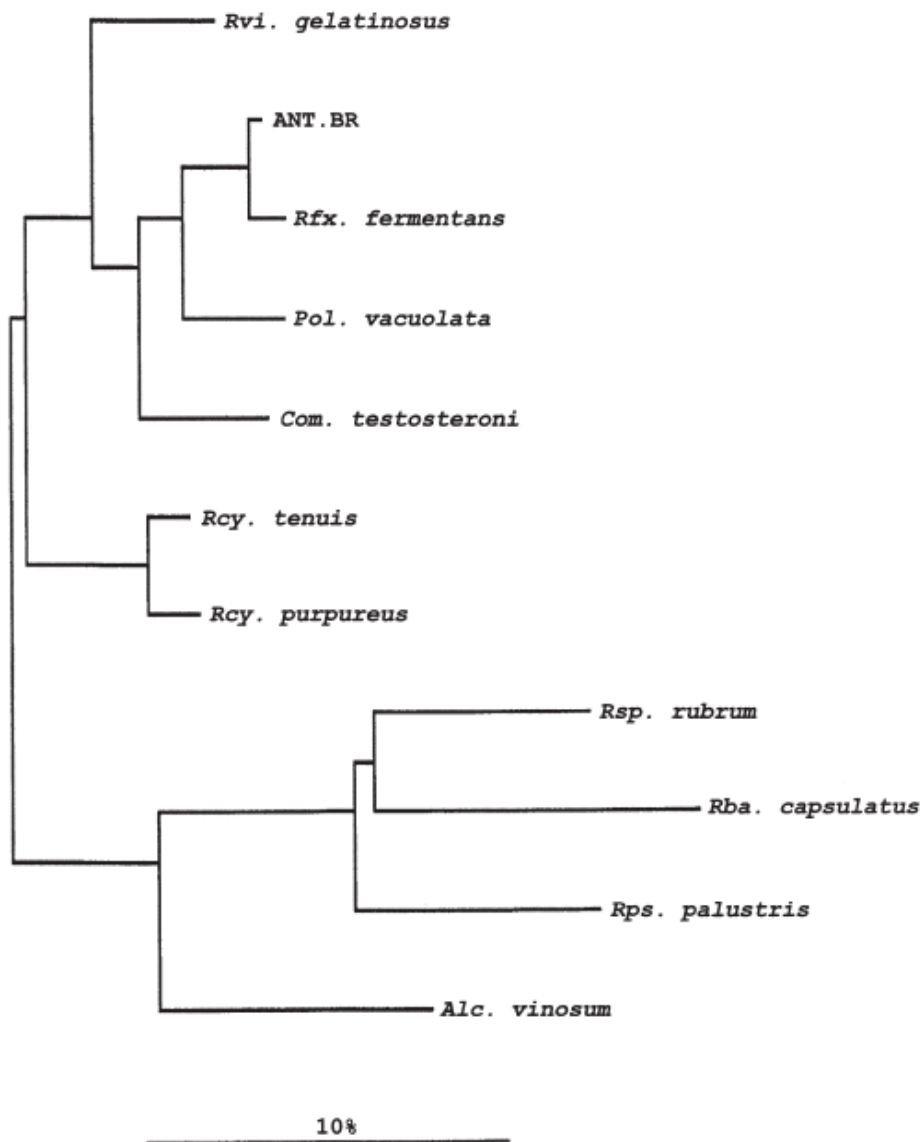 Rvi. gelatinosus
ANT.BR
Rfx. fermentans
Pol. vacuolata
Com. testosteroni
Rcy. tenuis
Rcy. purpureus
Rsp. rubrum
Rba. capsulatus
Rps. palustris
Alc. vinosum
10%